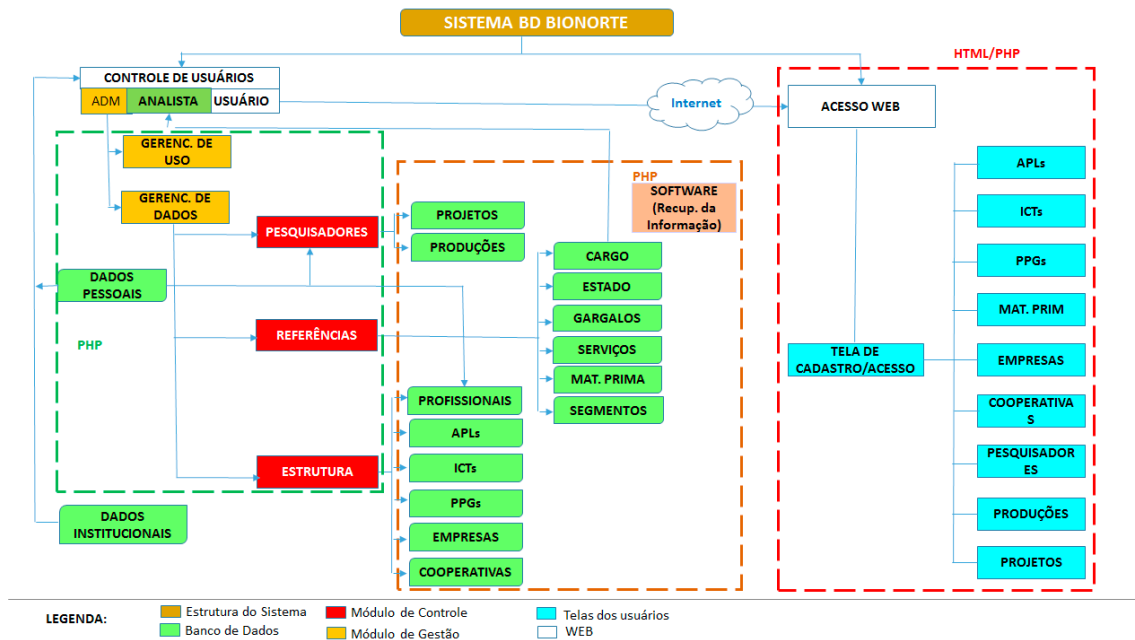 SISTEMA BD BIONORTE
HTML/PHP
CONTROLE DE USUÁRIOS
ADM
ANALISTA
USUÁRIO
Internet
ACESSO WEB
GERENC. DE
USO
GERENC. DE
DADOS
PHP
SOFTWARE
(Recup. da
Informação)
PESQUISADORES
PROJETOS
PRODUÇÕES
DADOS
PESSOAIS
PHP
REFERÊNCIAS
CARGO
ESTADO
GARGALOS
SERVIÇOS
MAT. PRIMA
SEGMENTOS
PROFISSIONAIS
APLs
ESTRUTURA
ICTs
PPGs
EMPRESAS
COOPERATIVAS
DADOS
INSTITUCIONAIS
TELA DE
CADASTRO/ACESSO
APLs
ICTs
PPGs
MAT. PRIM
EMPRESAS
COOPERATIVA
S
PESQUISADOR
ES
PRODUÇÕES
PROJETOS
LEGENDA:
Estrutura do Sistema
Módulo de Controle
Telas dos usuários
Banco de Dados
Módulo de Gestão
WEB